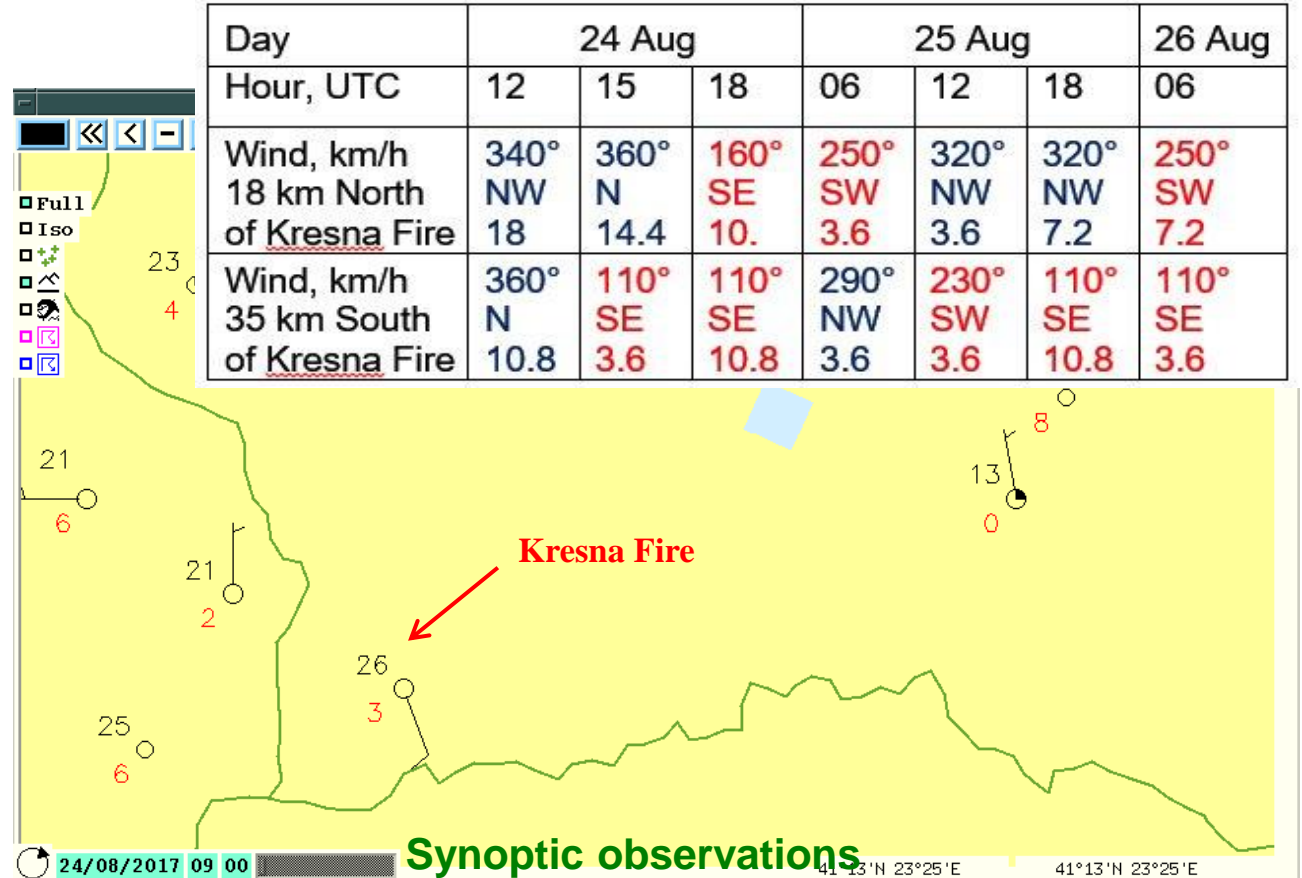 Day 24 Aug 25 Aug 26 Aug
Hour, UTC 12 15 18 06 12 18 06
Wind, km/h 340° 360° 160° 250° 320° 320° 250°
18 km North NW N SE SW NW NW SW
of Kresna Fire 18 14.4 10. 3.6 3.6 7.2 7.2
Wind, km/h 360° 110° 110° 290° 230° 110° 110°
35 km South N SE SE NW SW SE SE
of Kresna Fire 10.8 3.6 10.8 3.6 3.6 10.8 3.6
Full
Iso
23
4
8
21
6
13
0
21
2
Kresna Fire
26
3
25
6
Synoptic observations
24/08/2017 09 00
41°13'N 23°25'E 41°13'N 23°25'E